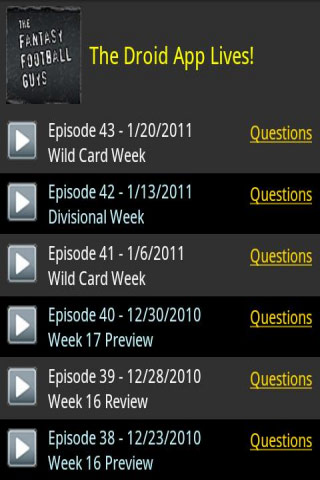 THE
FANTASY
FOOTBALL
GUYS
The Droid App Lives!
Episode 43 - 1/20/2011
Wild Card Week
Questions
Episode 42 - 1/13/2011
Divisional Week
Questions
Episode 41 - 1/6/2011
Wild Card Week
Questions
Episode 40 - 12/30/2010
Week 17 Preview
Questions
Episode 39 - 12/28/2010
Week 16 Review
Questions
Episode 38 - 12/23/2010
Week 16 Preview
Questions